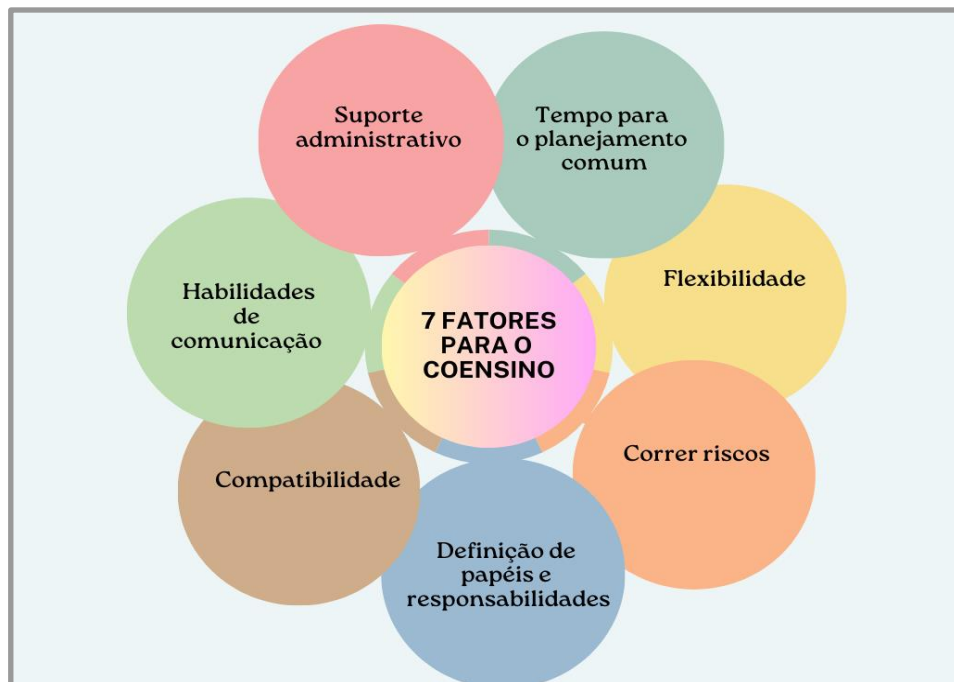 Suporte
administrativo
Tempo para
o planejamento
comum
Flexibilidade
Correr riscos
Definição de
papéis e
responsabilidades
Compatibilidade
Habilidades
de
comunicação
7 FATORES
PARA O
COENSINO